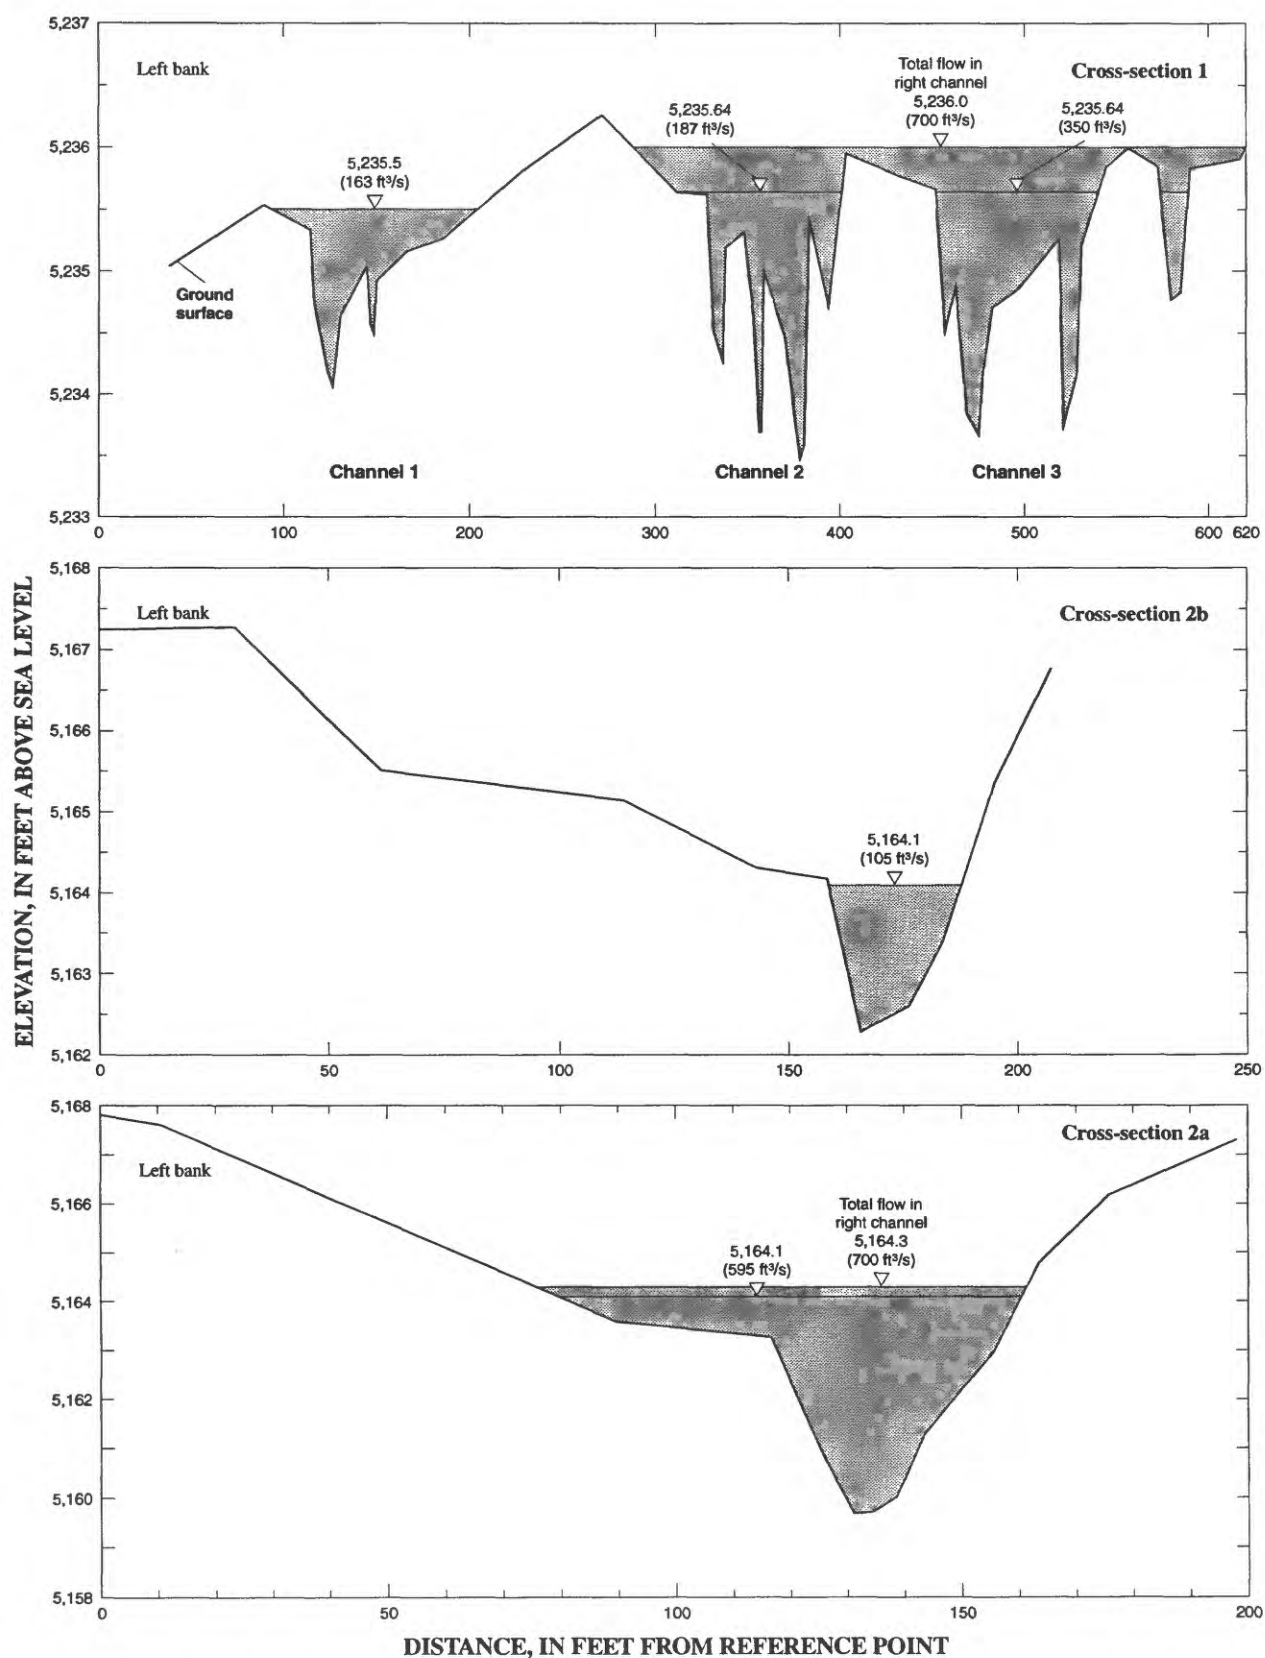 5,237
Left bank
Total flow in
right channel
5,236.0
(700 ft³/s)
Cross-section 1
5,235.64
(187 ft³/s)
5,235.64
(350 ft³/s)
5,236
5,235.5
(163 ft³/s)
5,235
Ground
surface
5,234
Channel 1
Channel 2
Channel 3
5,233
0 100 200 300 400 500 600 620
ELEVATION, IN FEET ABOVE SEA LEVEL
5,168
Left bank
Cross-section 2b
5,167
5,166
5,165
5,164.1
(105 ft³/s)
5,164
5,163
5,162
0 50 100 150 200 250
5,168
Cross-section 2a
Left bank
5,166
Total flow in
right channel
5,164.3
(700 ft³/s)
5,164.1
(595 ft³/s)
5,164
5,162
5,160
5,158
0 50 100 150 200
DISTANCE, IN FEET FROM REFERENCE POINT